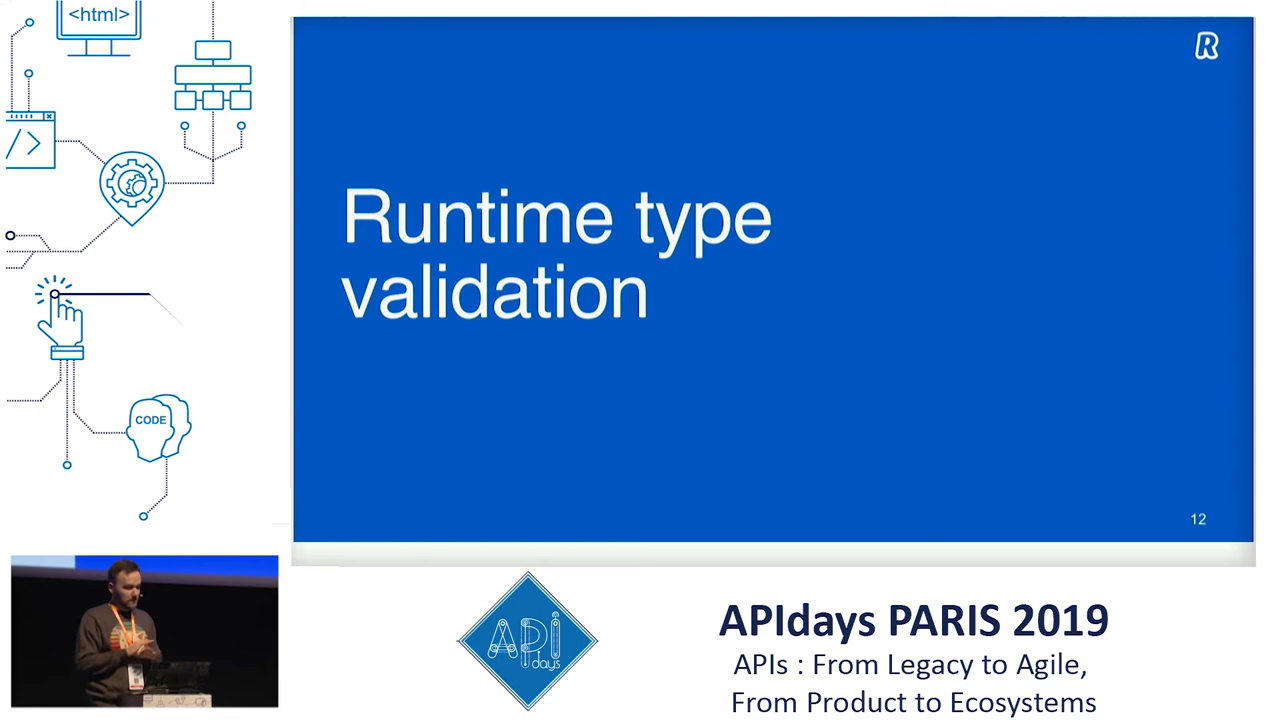 <html>
R
Runtime type
validation
</>
CODE
12
API
days
APIdays PARIS 2019
APIs : From Legacy to Agile,
From Product to Ecosystems